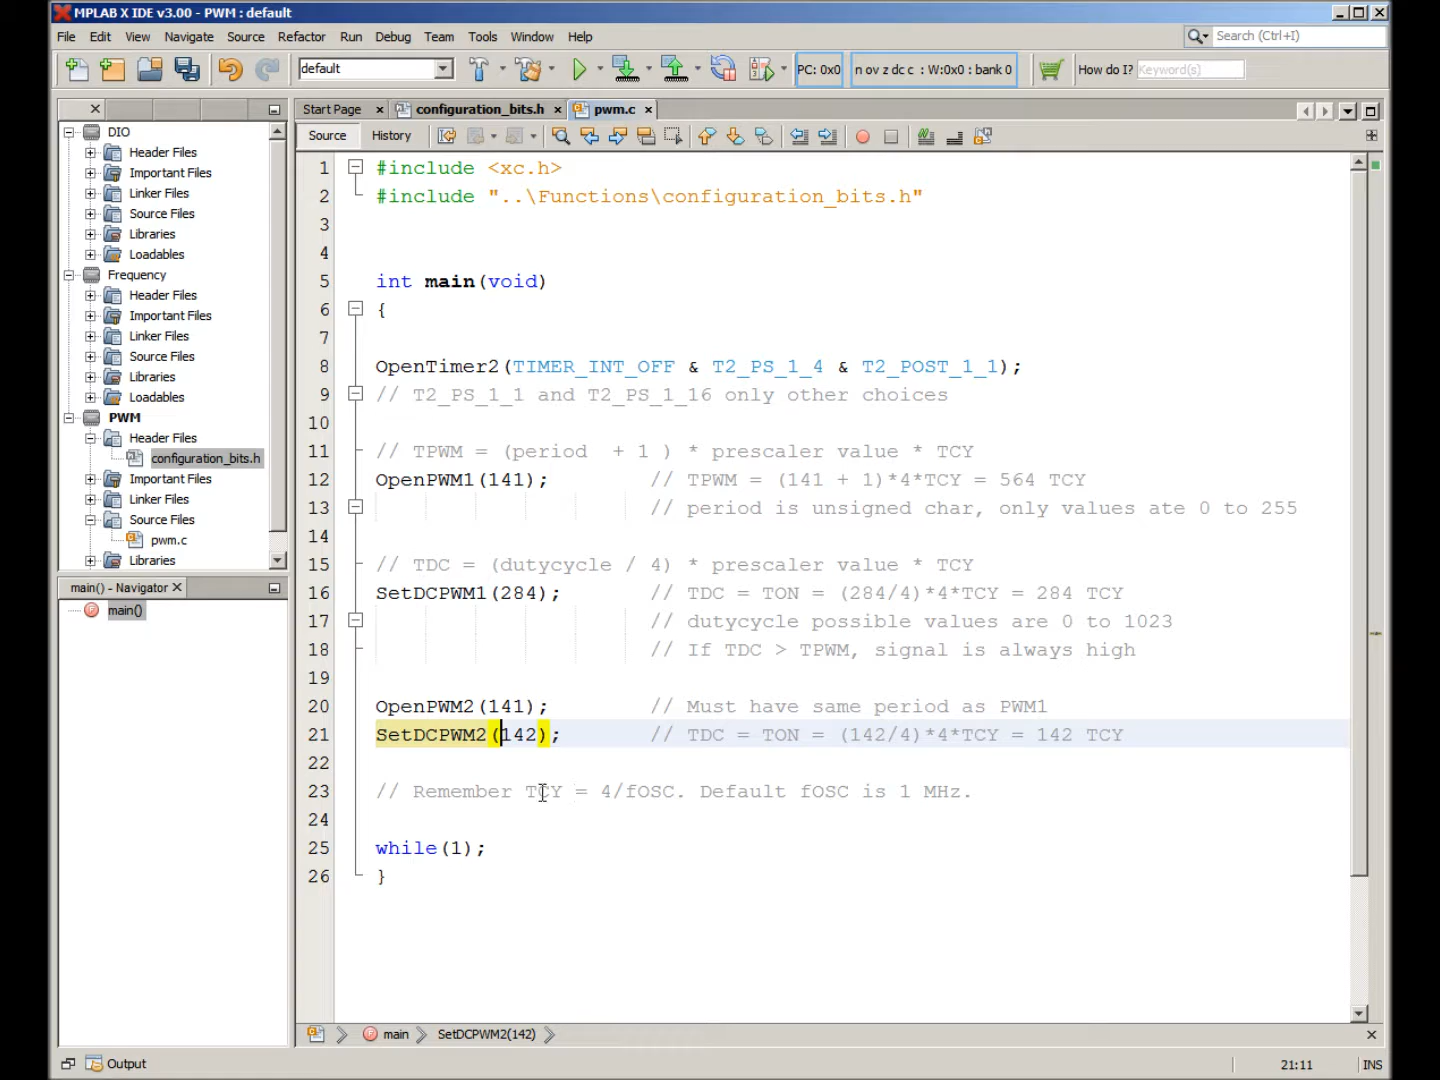 MPLAB X IDE v3.00 - PWM : default
File Edit View Navigate Source Refactor Run Debug Team Tools Window Help
Search (Ctrl+I)
default
PC: 0x0
n ov z dc c : W:0x0 : bank 0
How do I? Keyword(s)
DIO
Header Files
Important Files
Linker Files
Source Files
Libraries
Loadables
Frequency
Header Files
Important Files
Linker Files
Source Files
Libraries
Loadables
PWM
Header Files
configuration_bits.h
Important Files
Linker Files
Source Files
pwm.c
Libraries
main() - Navigator
main()
Start Page configuration_bits.h pwm.c
Source History
1 #include <xc.h>
2 #include "..\Functions\configuration_bits.h"
3
4
5 int main(void)
6 {
7
8 OpenTimer2(TIMER_INT_OFF & T2_PS_1_4 & T2_POST_1_1);
9 // T2_PS_1_1 and T2_PS_1_16 only other choices
10
11 // TPWM = (period + 1 ) * prescaler value * TCY
12 OpenPWM1(141); // TPWM = (141 + 1)*4*TCY = 564 TCY
13 // period is unsigned char, only values ate 0 to 255
14
15 // TDC = (dutycycle / 4) * prescaler value * TCY
16 SetDCPWM1(284); // TDC = TON = (284/4)*4*TCY = 284 TCY
17 // dutycycle possible values are 0 to 1023
18 // If TDC > TPWM, signal is always high
19
20 OpenPWM2(141); // Must have same period as PWM1
21 SetDCPWM2(142); // TDC = TON = (142/4)*4*TCY = 142 TCY
22
23 // Remember TCY = 4/fOSC. Default fOSC is 1 MHz.
24
25 while(1);
26 }
main SetDCPWM2(142)
Output
21:11 INS